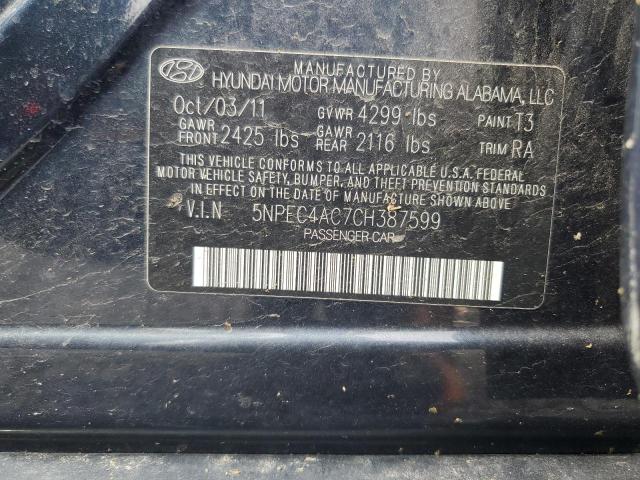 MANUFACTURED BY
HYUNDAI MOTOR MANUFACTURING ALABAMA, LLC
Oct/03/11 GVWR 4299 lbs PAINT T3
GAWR FRONT 2425 lbs GAWR REAR 2116 lbs TRIM RA
THIS VEHICLE CONFORMS TO ALL APPLICABLE U.S.A. FEDERAL
MOTOR VEHICLE SAFETY, BUMPER, AND THEFT PREVENTION STANDARDS
IN EFFECT ON THE DATE OF MANUFACTURE SHOWN ABOVE.
V.I.N 5NPEC4AC7CH387599
PASSENGER CAR